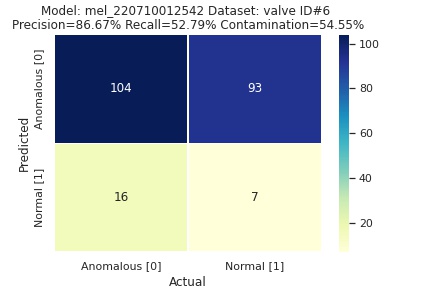 Model: mel_220710012542 Dataset: valve ID#6
Precision=86.67% Recall=52.79% Contamination=54.55%
Predicted
Anomalous [0]
Normal [1]
104
93
16
7
Anomalous [0]
Normal [1]
Actual
100
80
60
40
20